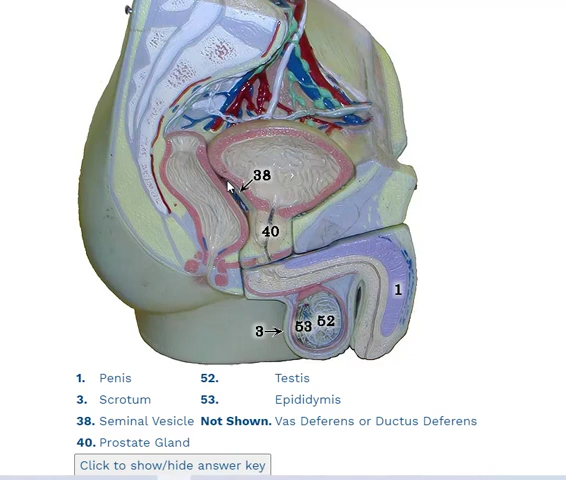 38
40
1
3
53
52
1. Penis 52. Testis
3. Scrotum 53. Epididymis
38. Seminal Vesicle Not Shown. Vas Deferens or Ductus Deferens
40. Prostate Gland
Click to show/hide answer key